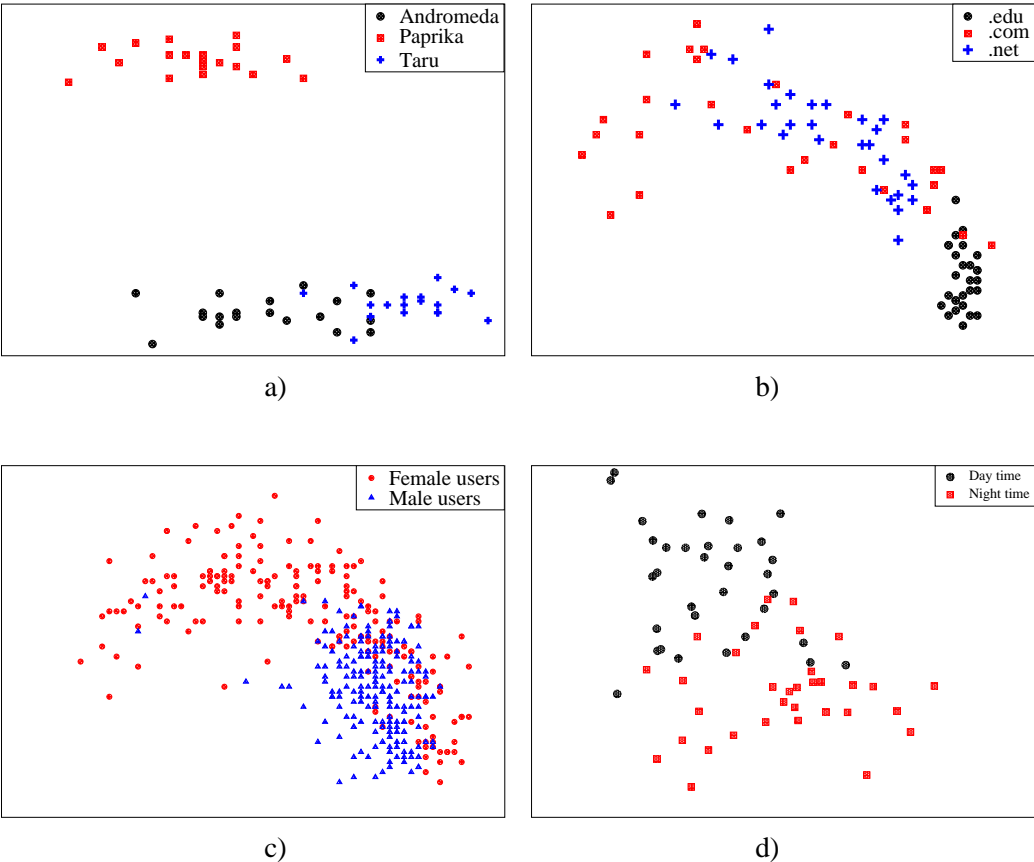 Andromeda
Paprika
Taru
a)
.edu
.com
.net
b)
Female users
Male users
c)
Day time
Night time
d)